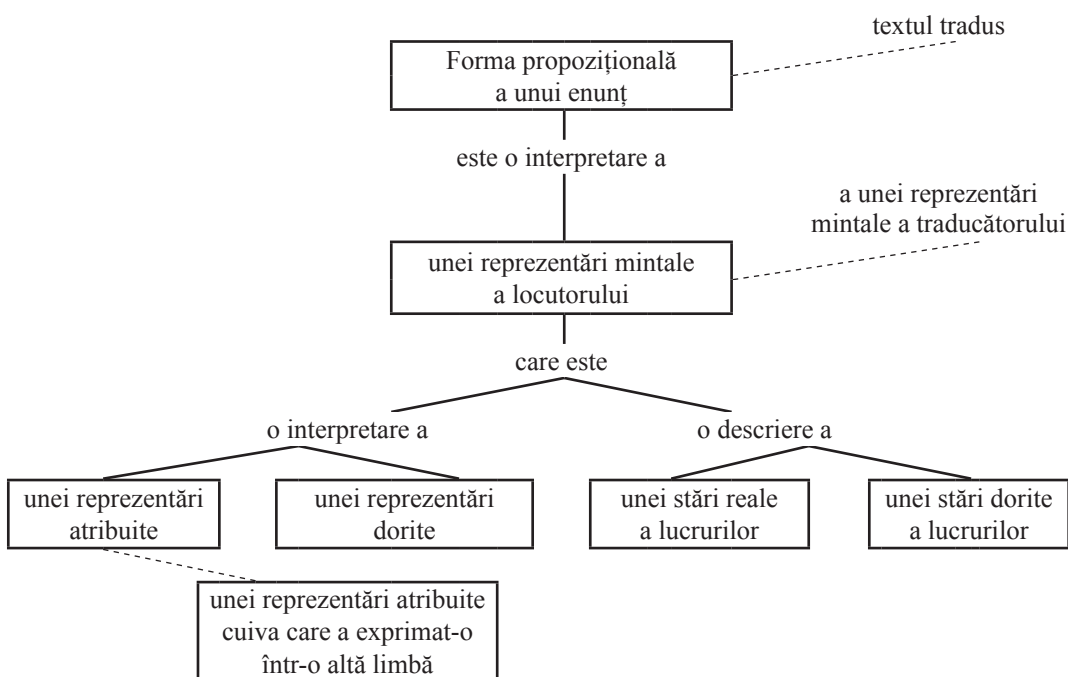 textul tradus
Forma propozițională
a unui enunț
este o interpretare a
a unei reprezentări
mintale a traducătorului
unei reprezentări mintale
a locutorului
care este
o interpretare a
o descriere a
unei reprezentări
atribuite
unei reprezentări
dorite
unei stări reale
a lucrurilor
unei stări dorite
a lucrurilor
unei reprezentări atribuite
cuiva care a exprimat-o
într-o altă limbă